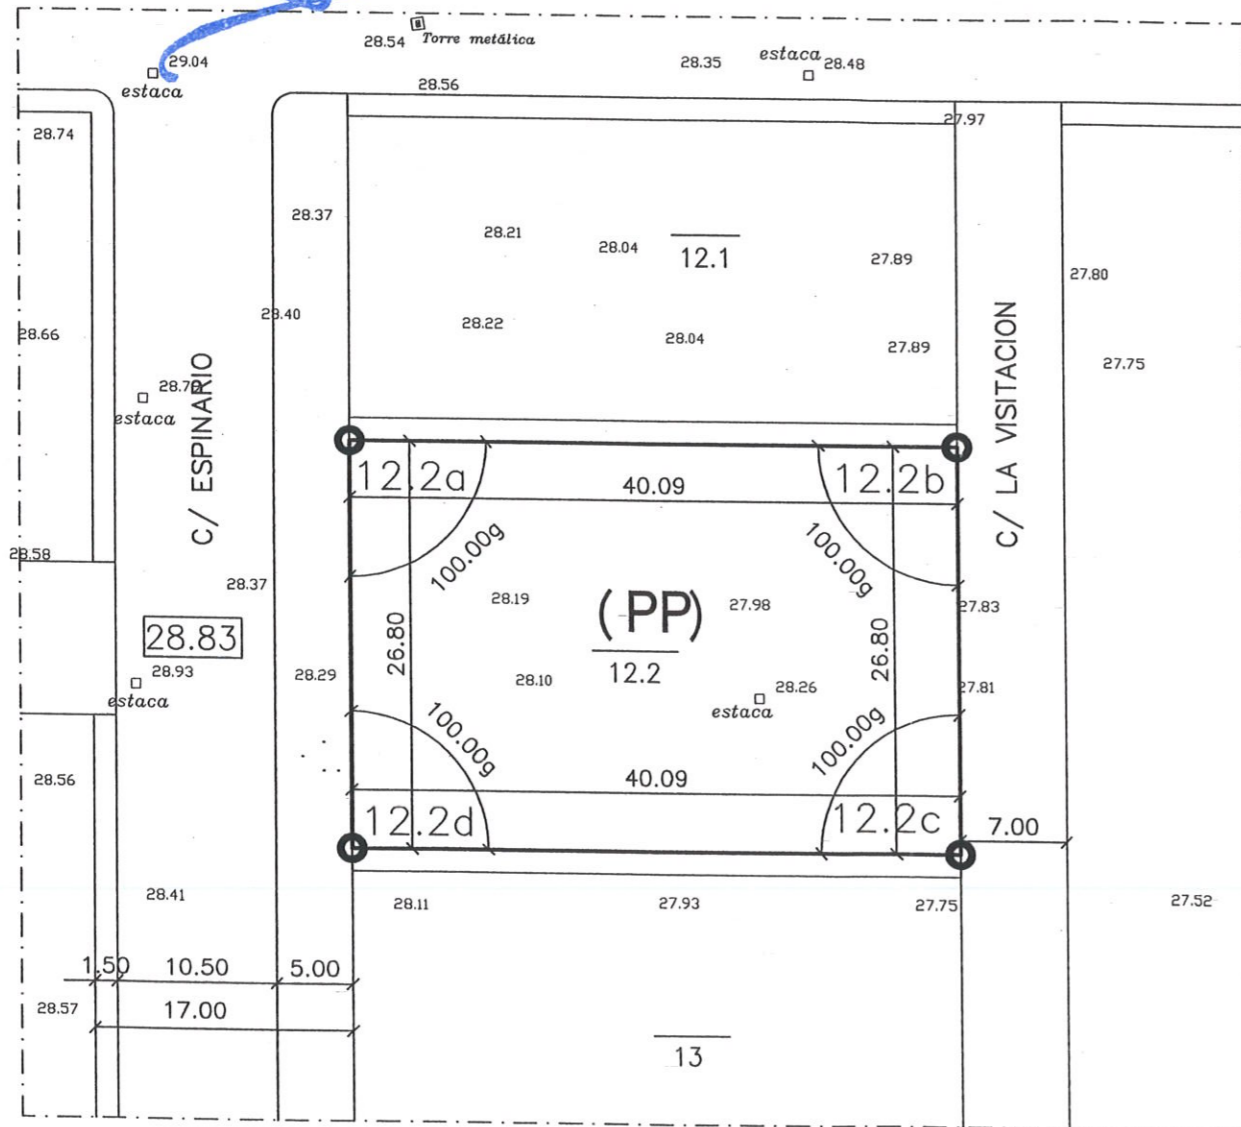 28.54
Torre metálica
29.04
estaca
28.35
estaca
28.48
28.56
27.97
28.74
28.37
28.21
28.04
12.1
27.89
27.80
28.40
28.22
28.04
27.89
28.66
27.75
C/ ESPINARIO
C/ LA VISITACION
estaca
12.2a
12.2b
40.09
100.00g
100.00g
28.58
28.37
28.19
(PP)
27.98
27.83
28.83
26.80
26.80
12.2
28.93
estaca
28.29
28.10
28.26
estaca
27.81
100.00g
100.00g
28.56
40.09
12.2d
12.2c
7.00
28.41
28.11
27.93
27.75
27.52
1.50
10.50
5.00
28.57
17.00
13